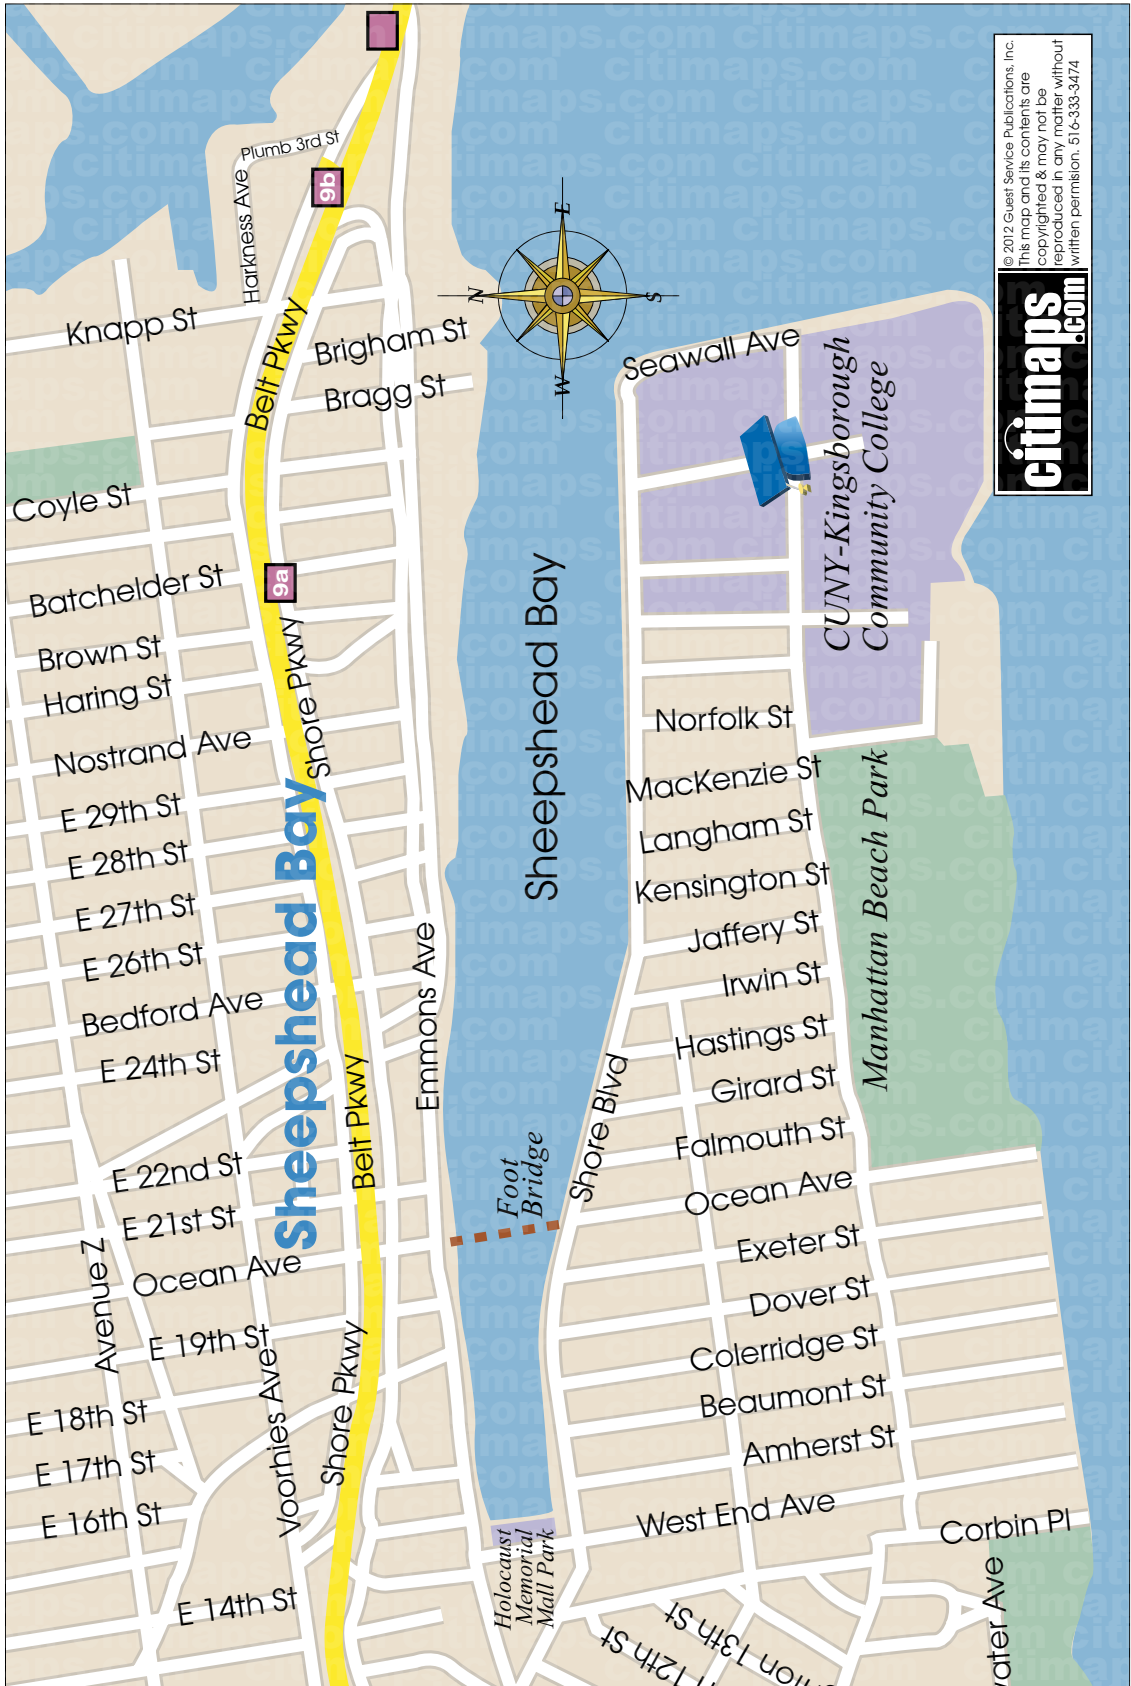 © 2012 Guest Service Publications, Inc.
This map and its contents are
copyrighted & may not be
reproduced in any matter without
written permision. 516-333-3474
citimaps
.com
Plumb 3rd St
Harkness Ave
9b
Knapp St
Belt Pkwy
Brigham St
Bragg St
N
E
S
W
Seawall Ave
CUNY-Kingsborough
Community College
Coyle St
Batchelder St
9a
Brown St
Haring St
Shore Pkwy
Nostrand Ave
Sheepshead Bay
Sheepshead Bay
Norfolk St
MacKenzie St
Langham St
Kensington St
Jaffery St
Irwin St
Hastings St
Girard St
Falmouth St
Manhattan Beach Park
E 29th St
E 28th St
E 27th St
E 26th St
Bedford Ave
E 24th St
Emmons Ave
Belt Pkwy
Shore Blvd
Foot
Bridge
E 22nd St
E 21st St
Ocean Ave
Ocean Ave
Avenue Z
E 19th St
Exeter St
Dover St
Colerridge St
Beaumont St
Amherst St
West End Ave
Corbin Pl
E 18th St
E 17th St
E 16th St
Voorhies Ave
Shore Pkwy
E 14th St
Holocaust
Memorial
Mall Park
12th St
13th St
ater Ave